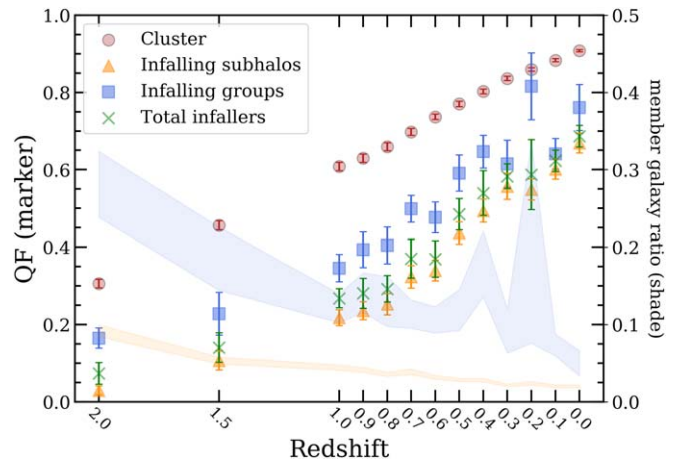 QF (marker)
1.0
0.8
0.6
0.4
0.2
0.0
Cluster
Infalling subhalos
Infalling groups
Total infallers
0.5
0.4
0.3
0.2
0.1
0.0
member galaxy ratio (shade)
2.0 1.5 1.0 0.9 0.8 0.7 0.6 0.5 0.4 0.3 0.2 0.1 0.0
Redshift